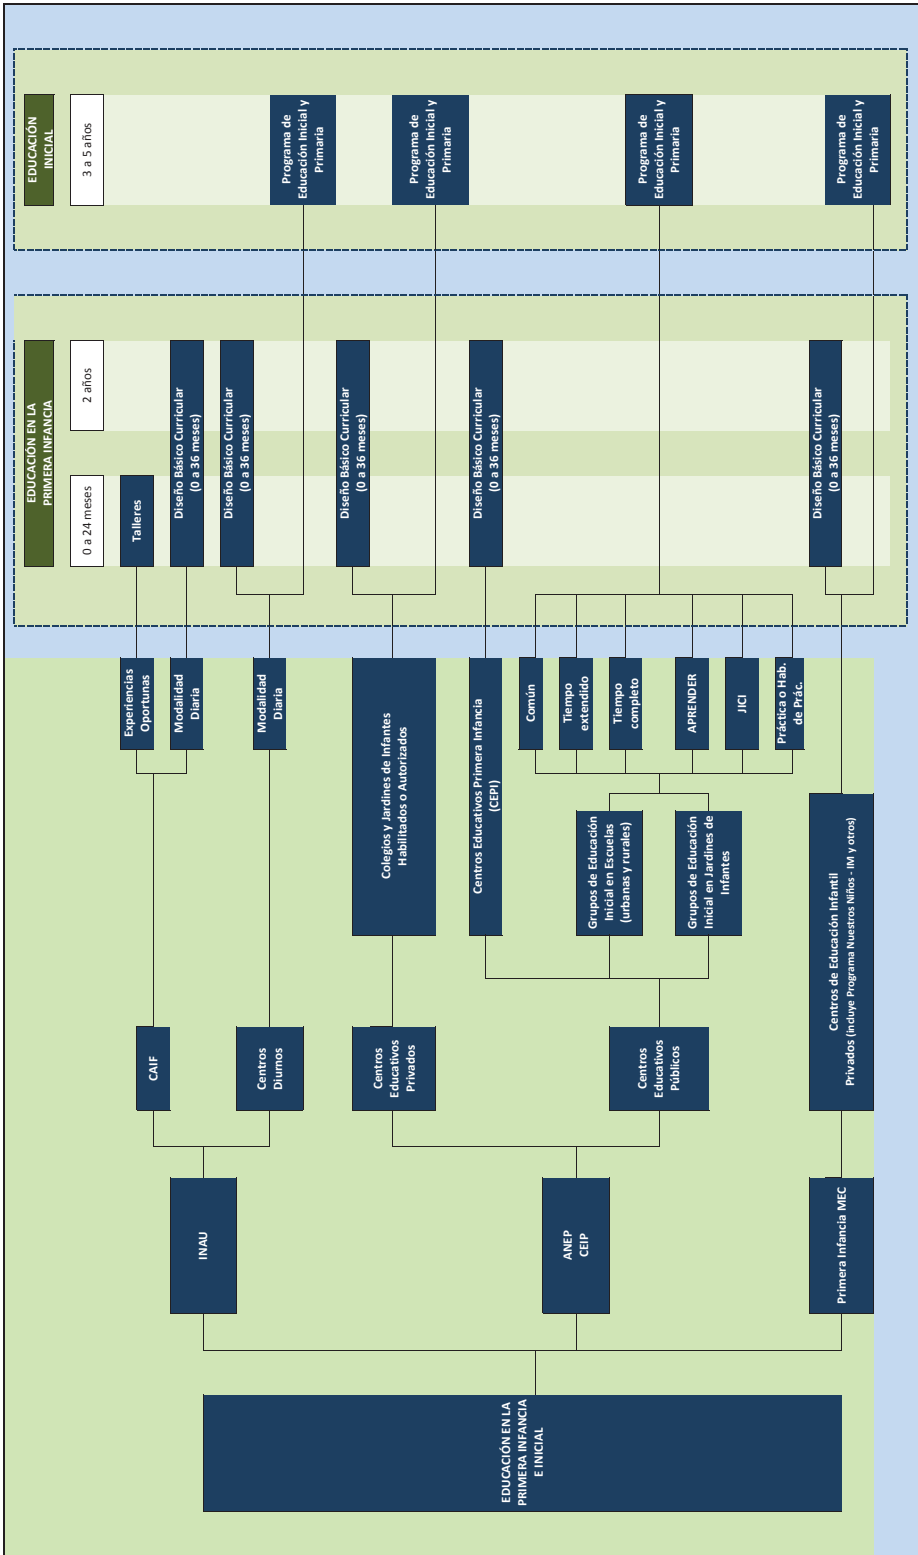 EDUCACIÓN EN LA
PRIMERA INFANCIA
EDUCACIÓN
INICIAL
0 a 24 meses
2 años
3 a 5 años
EDUCACIÓN EN LA
PRIMERA INFANCIA
E INICIAL
INAU
CAIF
Experiencias
Oportunas
Talleres
Modalidad
Diaria
Diseño Básico Curricular
(0 a 36 meses)
Centros
Diurnos
Modalidad
Diaria
Diseño Básico Curricular
(0 a 36 meses)
Programa de
Educación Inicial y
Primaria
ANEP
CEIP
Centros
Educativos
Privados
Colegios y Jardines de Infantes
Habilitados o Autorizados
Diseño Básico Curricular
(0 a 36 meses)
Programa de
Educación Inicial y
Primaria
Centros
Educativos
Públicos
Centros Educativos Primera Infancia
(CEPI)
Diseño Básico Curricular
(0 a 36 meses)
Grupos de Educación
Inicial en Escuelas
(urbanas y rurales)
Grupos de Educación
Inicial en Jardines de
Infantes
Común
Tiempo
extendido
Tiempo
completo
APRENDER
JICI
Práctica o Hab.
de Prác.
Programa de
Educación Inicial y
Primaria
Primera Infancia MEC
Centros de Educación Infantil
Privados (incluye Programa Nuestros Niños - IM y otros)
Diseño Básico Curricular
(0 a 36 meses)
Programa de
Educación Inicial y
Primaria